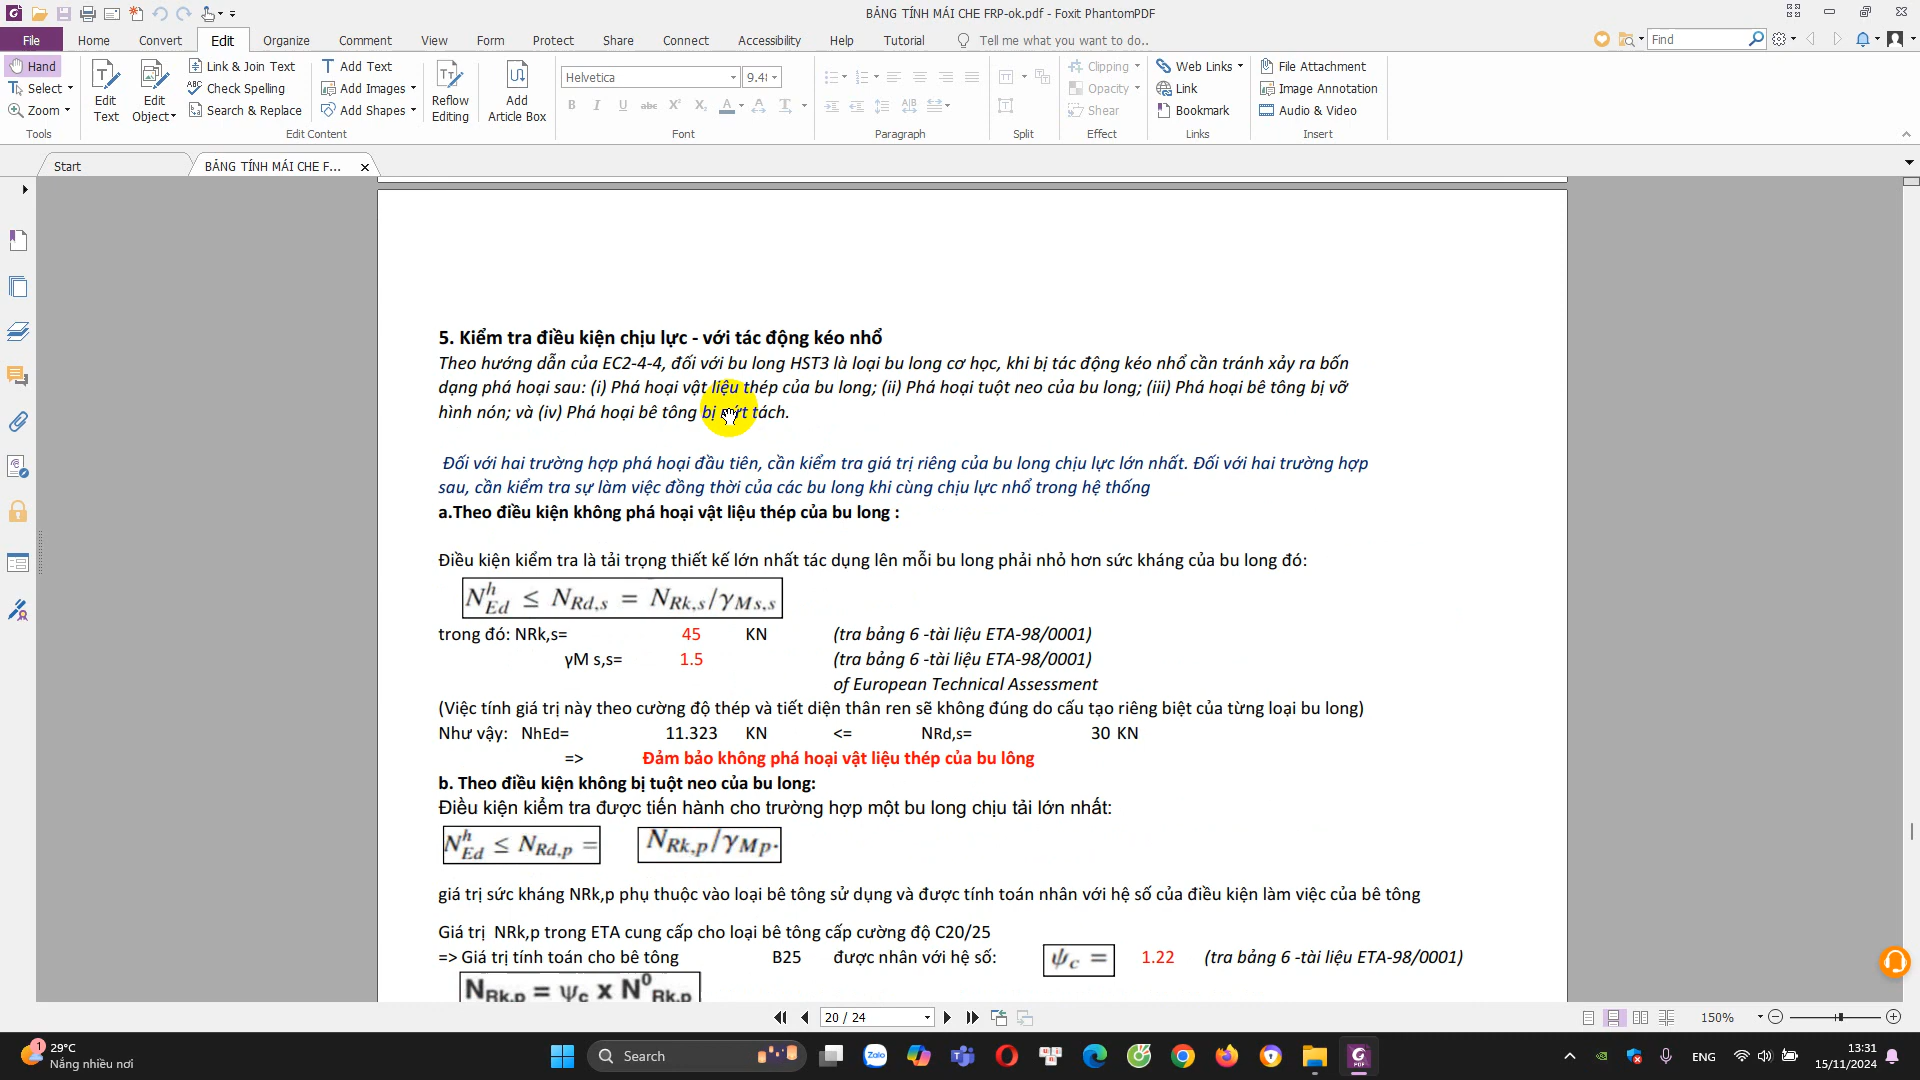 BẢNG TÍNH MÁI CHE FRP-ok.pdf - Foxit PhantomPDF
File Home Convert Edit Organize Comment View Form Protect Share Connect Accessibility Help Tutorial Tell me what you want to do.. Find
Hand
Select
Zoom
Tools
Edit Text
Edit Object
Link & Join Text
Check Spelling
Search & Replace
Add Text
Add Images
Add Shapes
Edit Content
Reflow Editing
Add Article Box
Helvetica
Font
Paragraph
Split
Clipping
Opacity
Shear
Effect
Web Links
Link
Bookmark
Links
File Attachment
Image Annotation
Audio & Video
Insert
Start
BẢNG TÍNH MÁI CHE F...
5. Kiểm tra điều kiện chịu lực - với tác động kéo nhổ
Theo hướng dẫn của EC2-4-4, đối với bu long HST3 là loại bu long cơ học, khi bị tác động kéo nhổ cần tránh xảy ra bốn
dạng phá hoại sau: (i) Phá hoại vật liệu thép của bu long; (ii) Phá hoại tuột neo của bu long; (iii) Phá hoại bê tông bị vỡ
hình nón; và (iv) Phá hoại bê tông bị nứt tách.
Đối với hai trường hợp phá hoại đầu tiên, cần kiểm tra giá trị riêng của bu long chịu lực lớn nhất. Đối với hai trường hợp
sau, cần kiểm tra sự làm việc đồng thời của các bu long khi cùng chịu lực nhổ trong hệ thống
a.Theo điều kiện không phá hoại vật liệu thép của bu long :
Điều kiện kiểm tra là tải trọng thiết kế lớn nhất tác dụng lên mỗi bu long phải nhỏ hơn sức kháng của bu long đó:
N^h_Ed ≤ N_Rd,s = N_Rk,s/γ_Ms,s
trong đó: NRk,s= 45 KN (tra bảng 6 -tài liệu ETA-98/0001)
γM s,s= 1.5 (tra bảng 6 -tài liệu ETA-98/0001)
of European Technical Assessment
(Việc tính giá trị này theo cường độ thép và tiết diện thân ren sẽ không đúng do cấu tạo riêng biệt của từng loại bu long)
Như vậy: NhEd= 11.323 KN <= NRd,s= 30 KN
=> Đảm bảo không phá hoại vật liệu thép của bu lông
b. Theo điều kiện không bị tuột neo của bu long:
Điều kiện kiểm tra được tiến hành cho trường hợp một bu long chịu tải lớn nhất:
N^h_Ed ≤ N_Rd,p = N_Rk,p/γ_Mp.
giá trị sức kháng NRk,p phụ thuộc vào loại bê tông sử dụng và được tính toán nhân với hệ số của điều kiện làm việc của bê tông
Giá trị NRk,p trong ETA cung cấp cho loại bê tông cấp cường độ C20/25
=> Giá trị tính toán cho bê tông B25 được nhân với hệ số: ψ_c = 1.22 (tra bảng 6 -tài liệu ETA-98/0001)
N_Rk,p = ψ_c x N^0_Rk,p
20 / 24
150%
29°C
Nắng nhiều nơi
Search
Zalo
ENG
13:31
15/11/2024